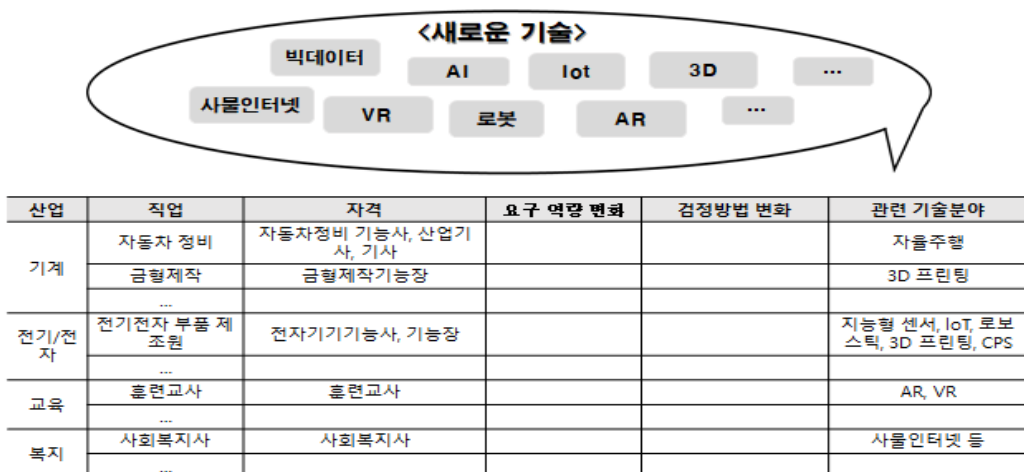 <새로운 기술>
빅데이터
AI
Iot
3D
...
사물인터넷
VR
로봇
AR
...
산업 직업 자격 요구 역량 변화 검정방법 변화 관련 기술분야
기계
자동차 정비
자동차정비 기능사, 산업기
사, 기사
자율주행
금형제작 금형제작기능장 3D 프린팅
...
전기/전
자
전기전자 부품 제
조원
전자기기기능사, 기능장
지능형 센서, IoT, 로보
스틱, 3D 프린팅, CPS
...
교육
훈련교사 훈련교사 AR, VR
...
복지
사회복지사 사회복지사 사물인터넷 등
...